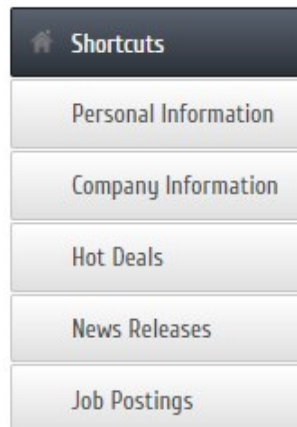 Shortcuts
Personal Information
Company Information
Hot Deals
News Releases
Job Postings